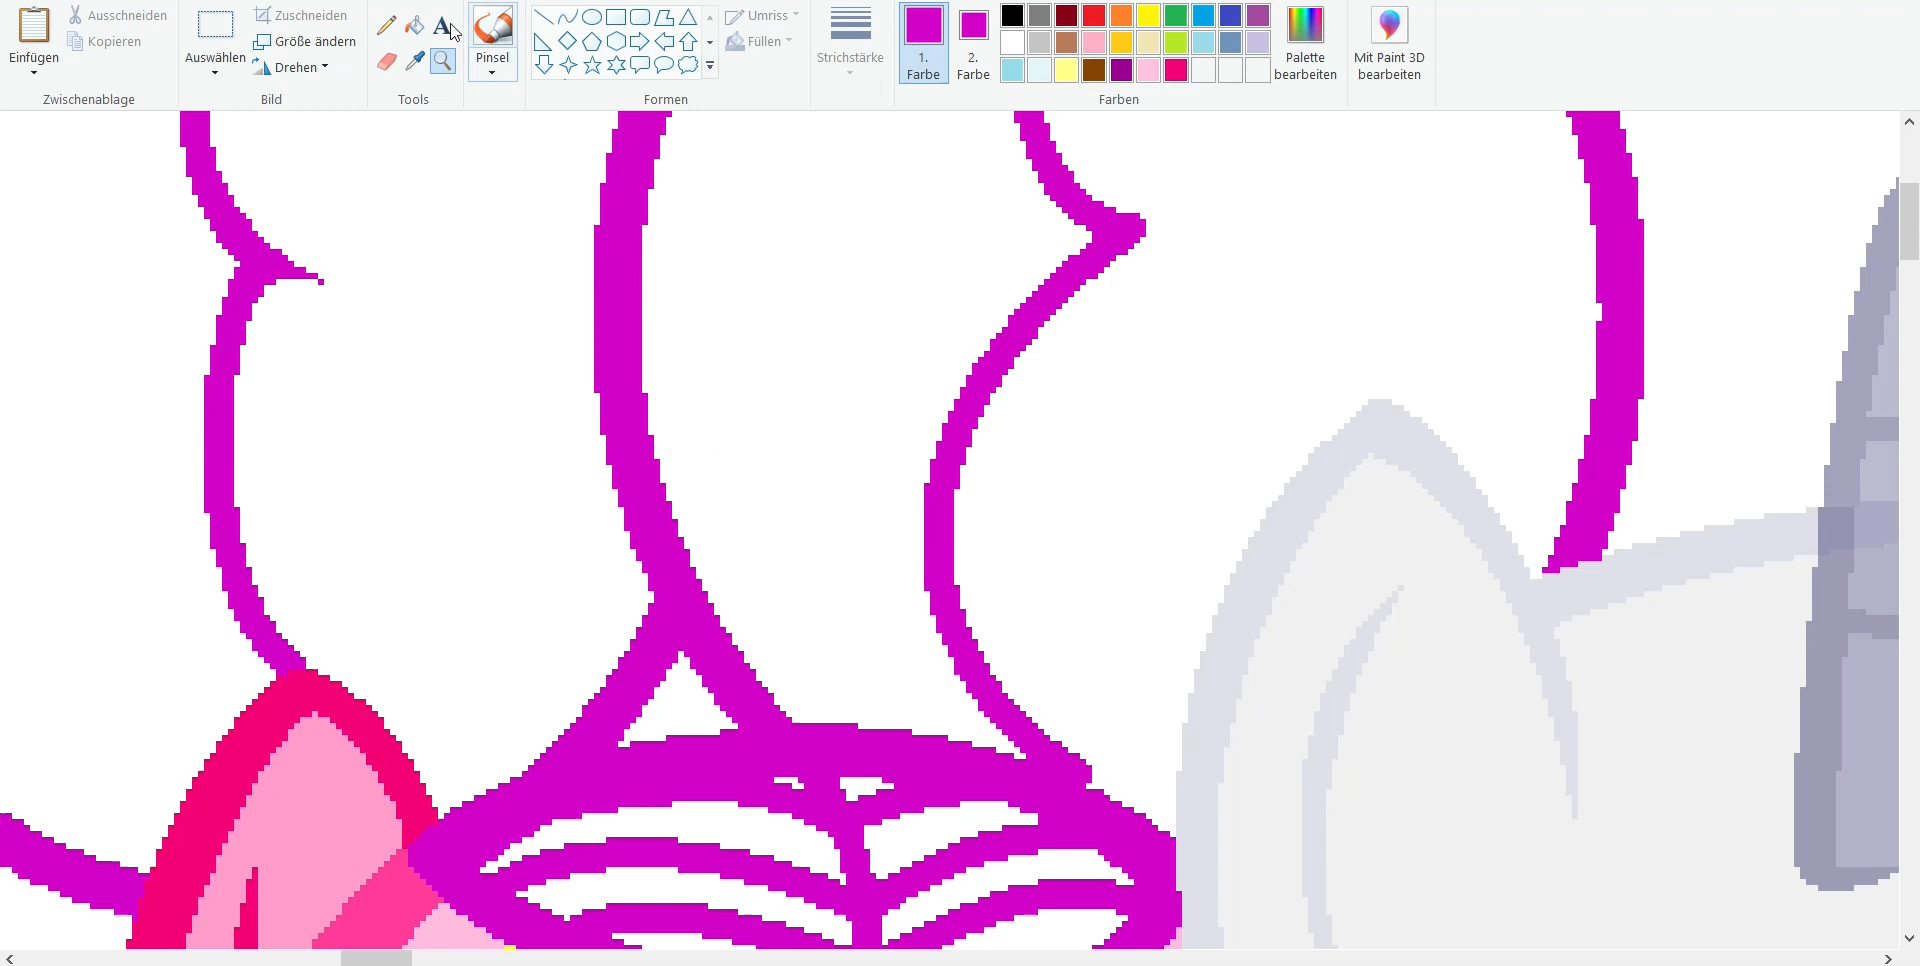 Einfügen
Ausschneiden
Kopieren
Zwischenablage
Auswählen
Zuschneiden
Größe ändern
Drehen
Bild
A
Tools
Pinsel
Formen
Umriss
Füllen
Strichstärke
1.
Farbe
2.
Farbe
Palette
bearbeiten
Farben
Mit Paint 3D
bearbeiten